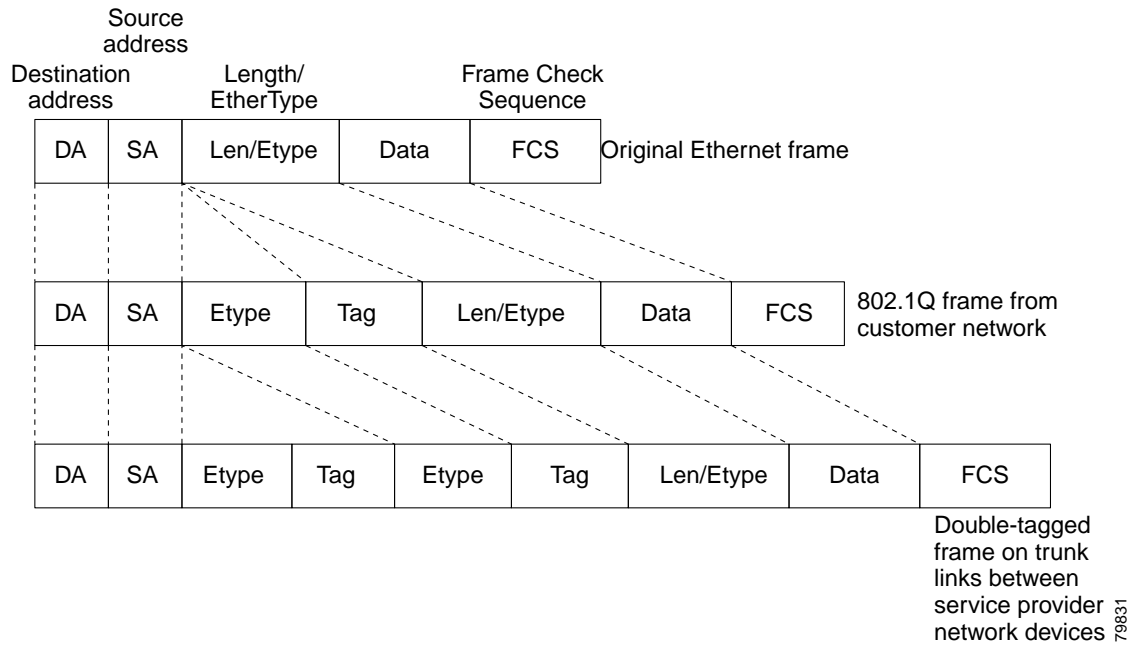 Source
address
Destination
address
Length/
EtherType
Frame Check
Sequence
DA SA Len/Etype Data FCS Original Ethernet frame
DA SA Etype Tag Len/Etype Data FCS
802.1Q frame from
customer network
DA SA Etype Tag Etype Tag Len/Etype Data FCS
Double-tagged
frame on trunk
links between
service provider
network devices
79831